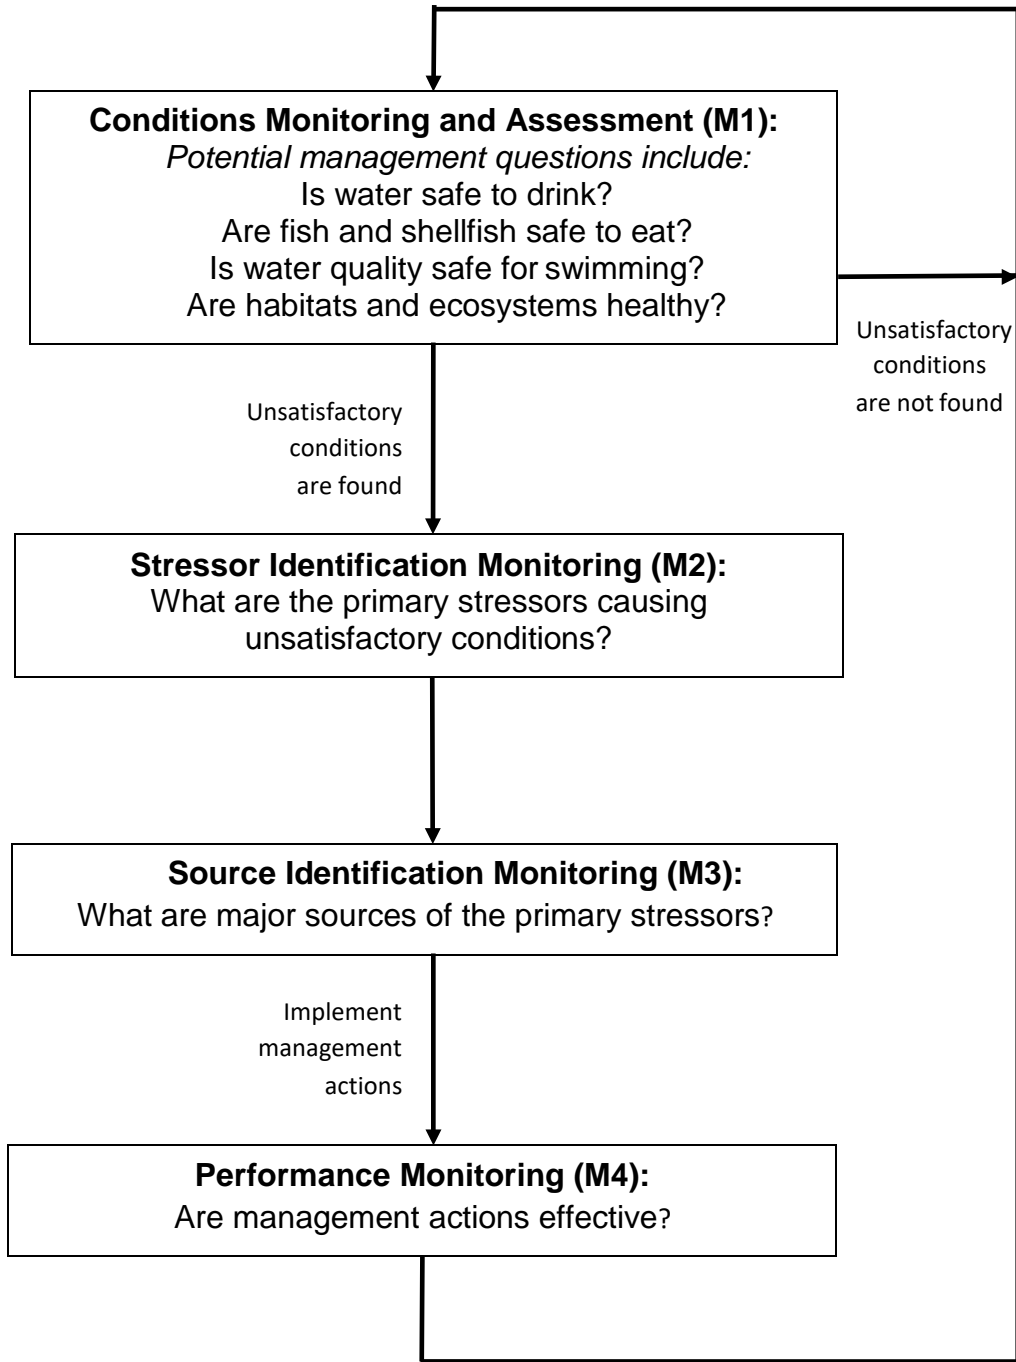 Conditions Monitoring and Assessment (M1):
Potential management questions include:
Is water safe to drink?
Are fish and shellfish safe to eat?
Is water quality safe for swimming?
Are habitats and ecosystems healthy?
Unsatisfactory
conditions
are not found
Unsatisfactory
conditions
are found
Stressor Identification Monitoring (M2):
What are the primary stressors causing
unsatisfactory conditions?
Source Identification Monitoring (M3):
What are major sources of the primary stressors?
Implement
management
actions
Performance Monitoring (M4):
Are management actions effective?